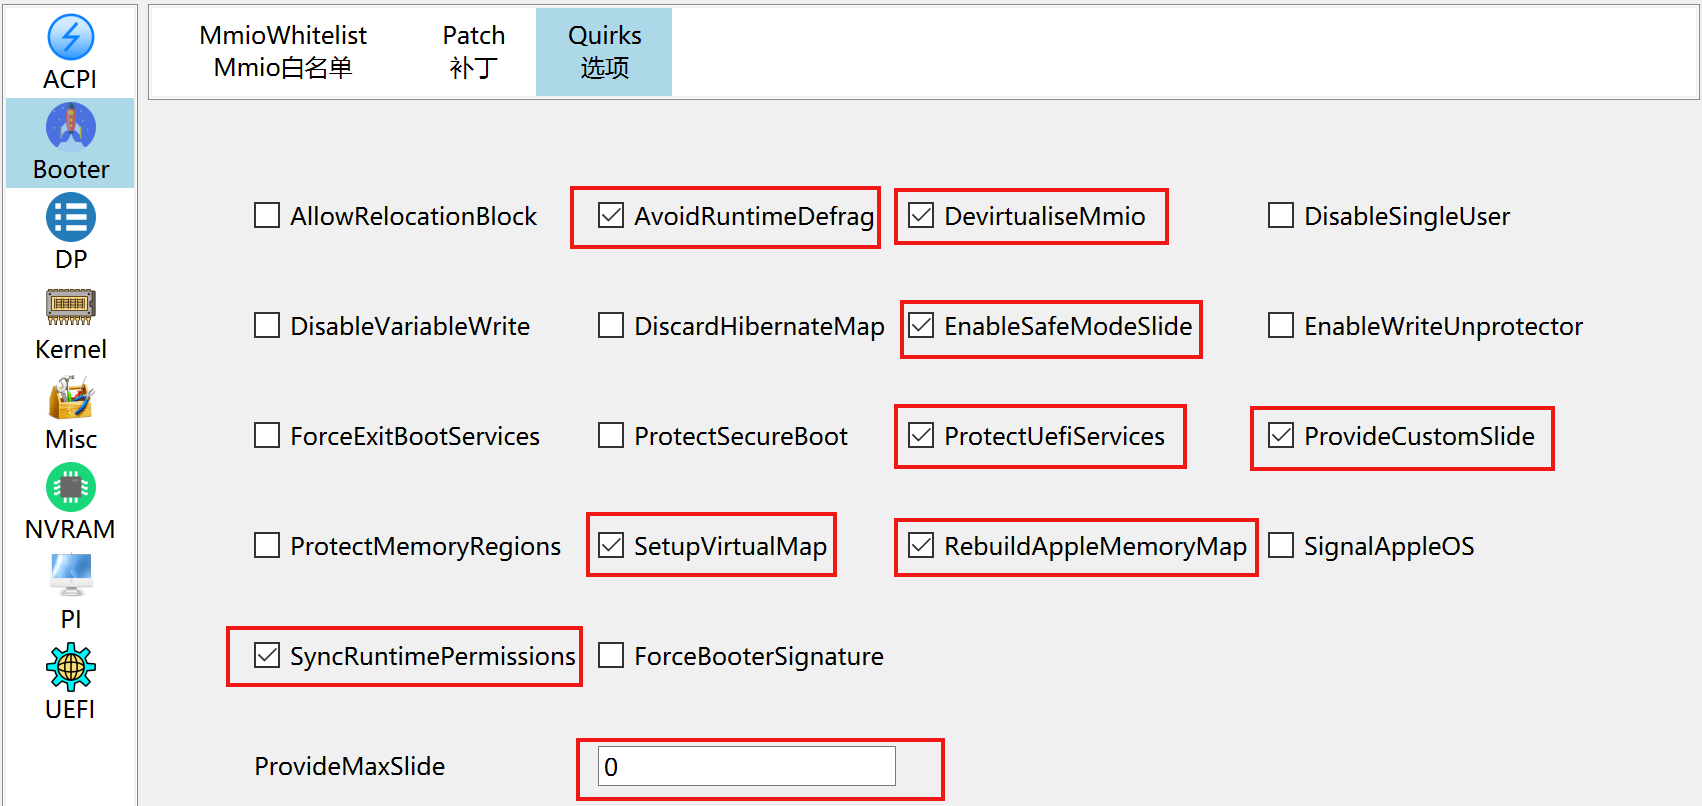 ACPI
Booter
DP
Kernel
Misc
NVRAM
PI
UEFI
MmioWhitelist
Mmio白名单
Patch
补丁
Quirks
选项
AllowRelocationBlock
AvoidRuntimeDefrag
DevirtualiseMmio
DisableSingleUser
DisableVariableWrite
DiscardHibernateMap
EnableSafeModeSlide
EnableWriteUnprotector
ForceExitBootServices
ProtectSecureBoot
ProtectUefiServices
ProvideCustomSlide
ProtectMemoryRegions
SetupVirtualMap
RebuildAppleMemoryMap
SignalAppleOS
SyncRuntimePermissions
ForceBooterSignature
ProvideMaxSlide
0